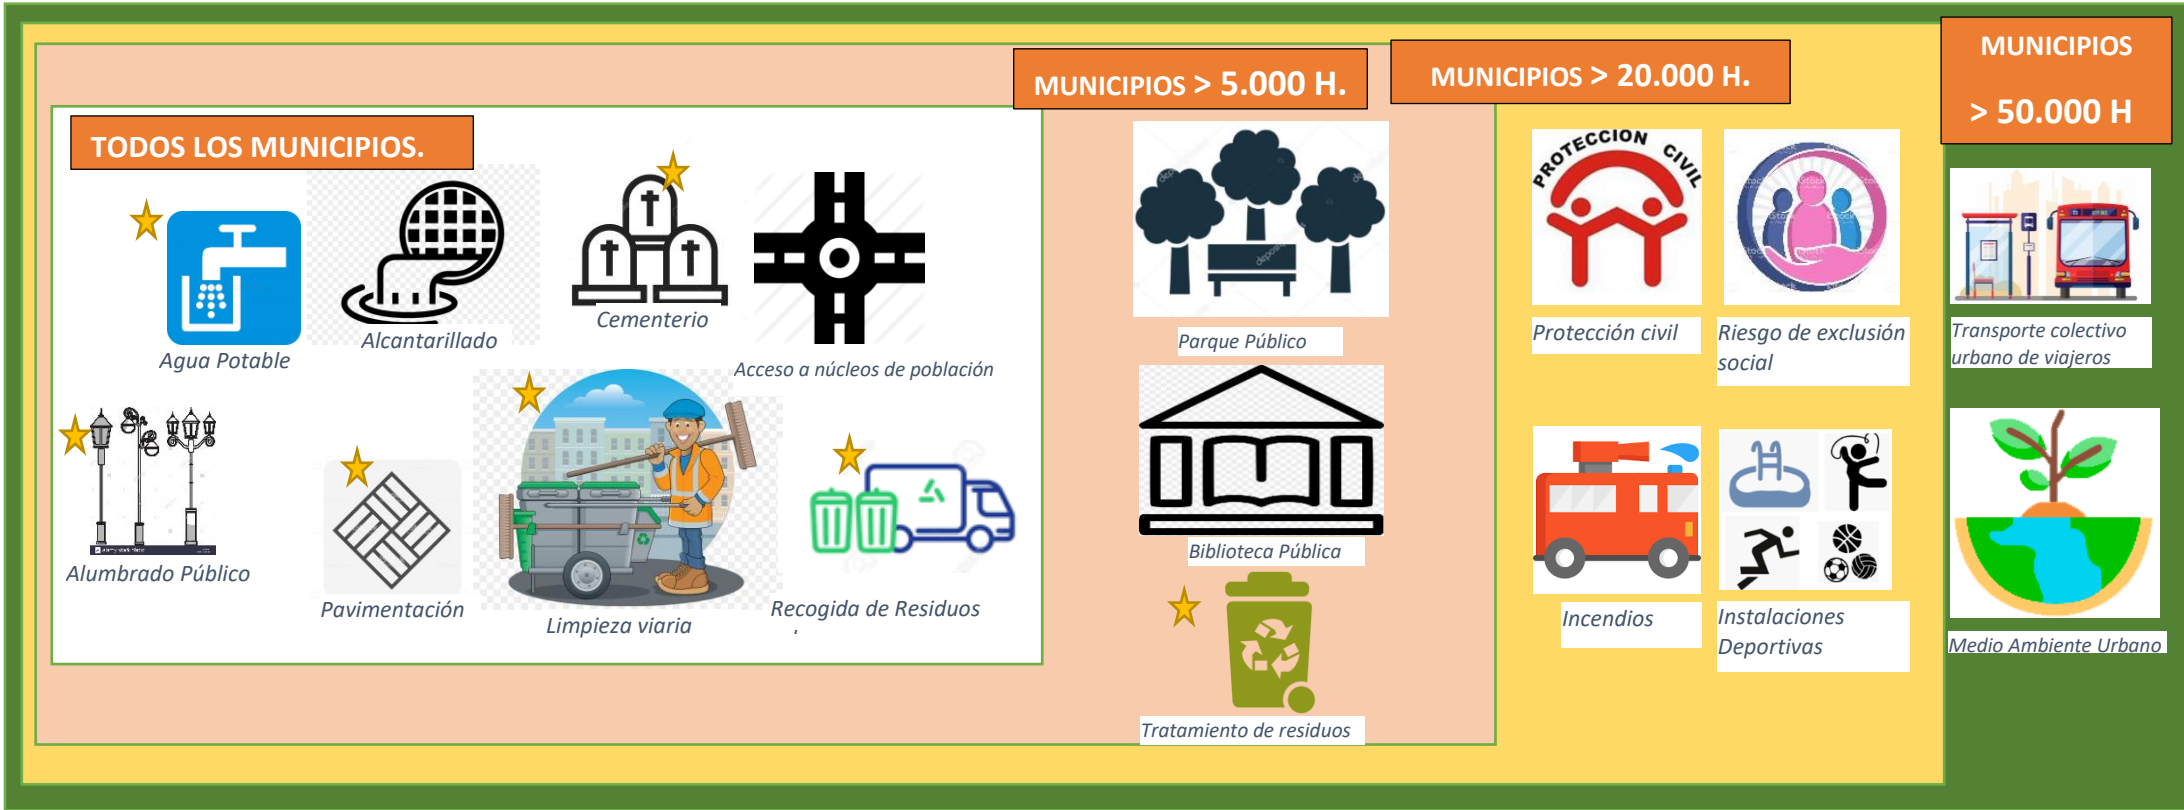 TODOS LOS MUNICIPIOS.
Agua Potable
Alcantarillado
Cementerio
Acceso a núcleos de población
Alumbrado Público
Pavimentación
Limpieza viaria
Recogida de Residuos
MUNICIPIOS > 5.000 H.
Parque Público
Biblioteca Pública
Tratamiento de residuos
MUNICIPIOS > 20.000 H.
PROTECCION CIVIL
Protección civil
Riesgo de exclusión
social
Incendios
Instalaciones
Deportivas
MUNICIPIOS
> 50.000 H
Transporte colectivo
urbano de viajeros
Medio Ambiente Urbano